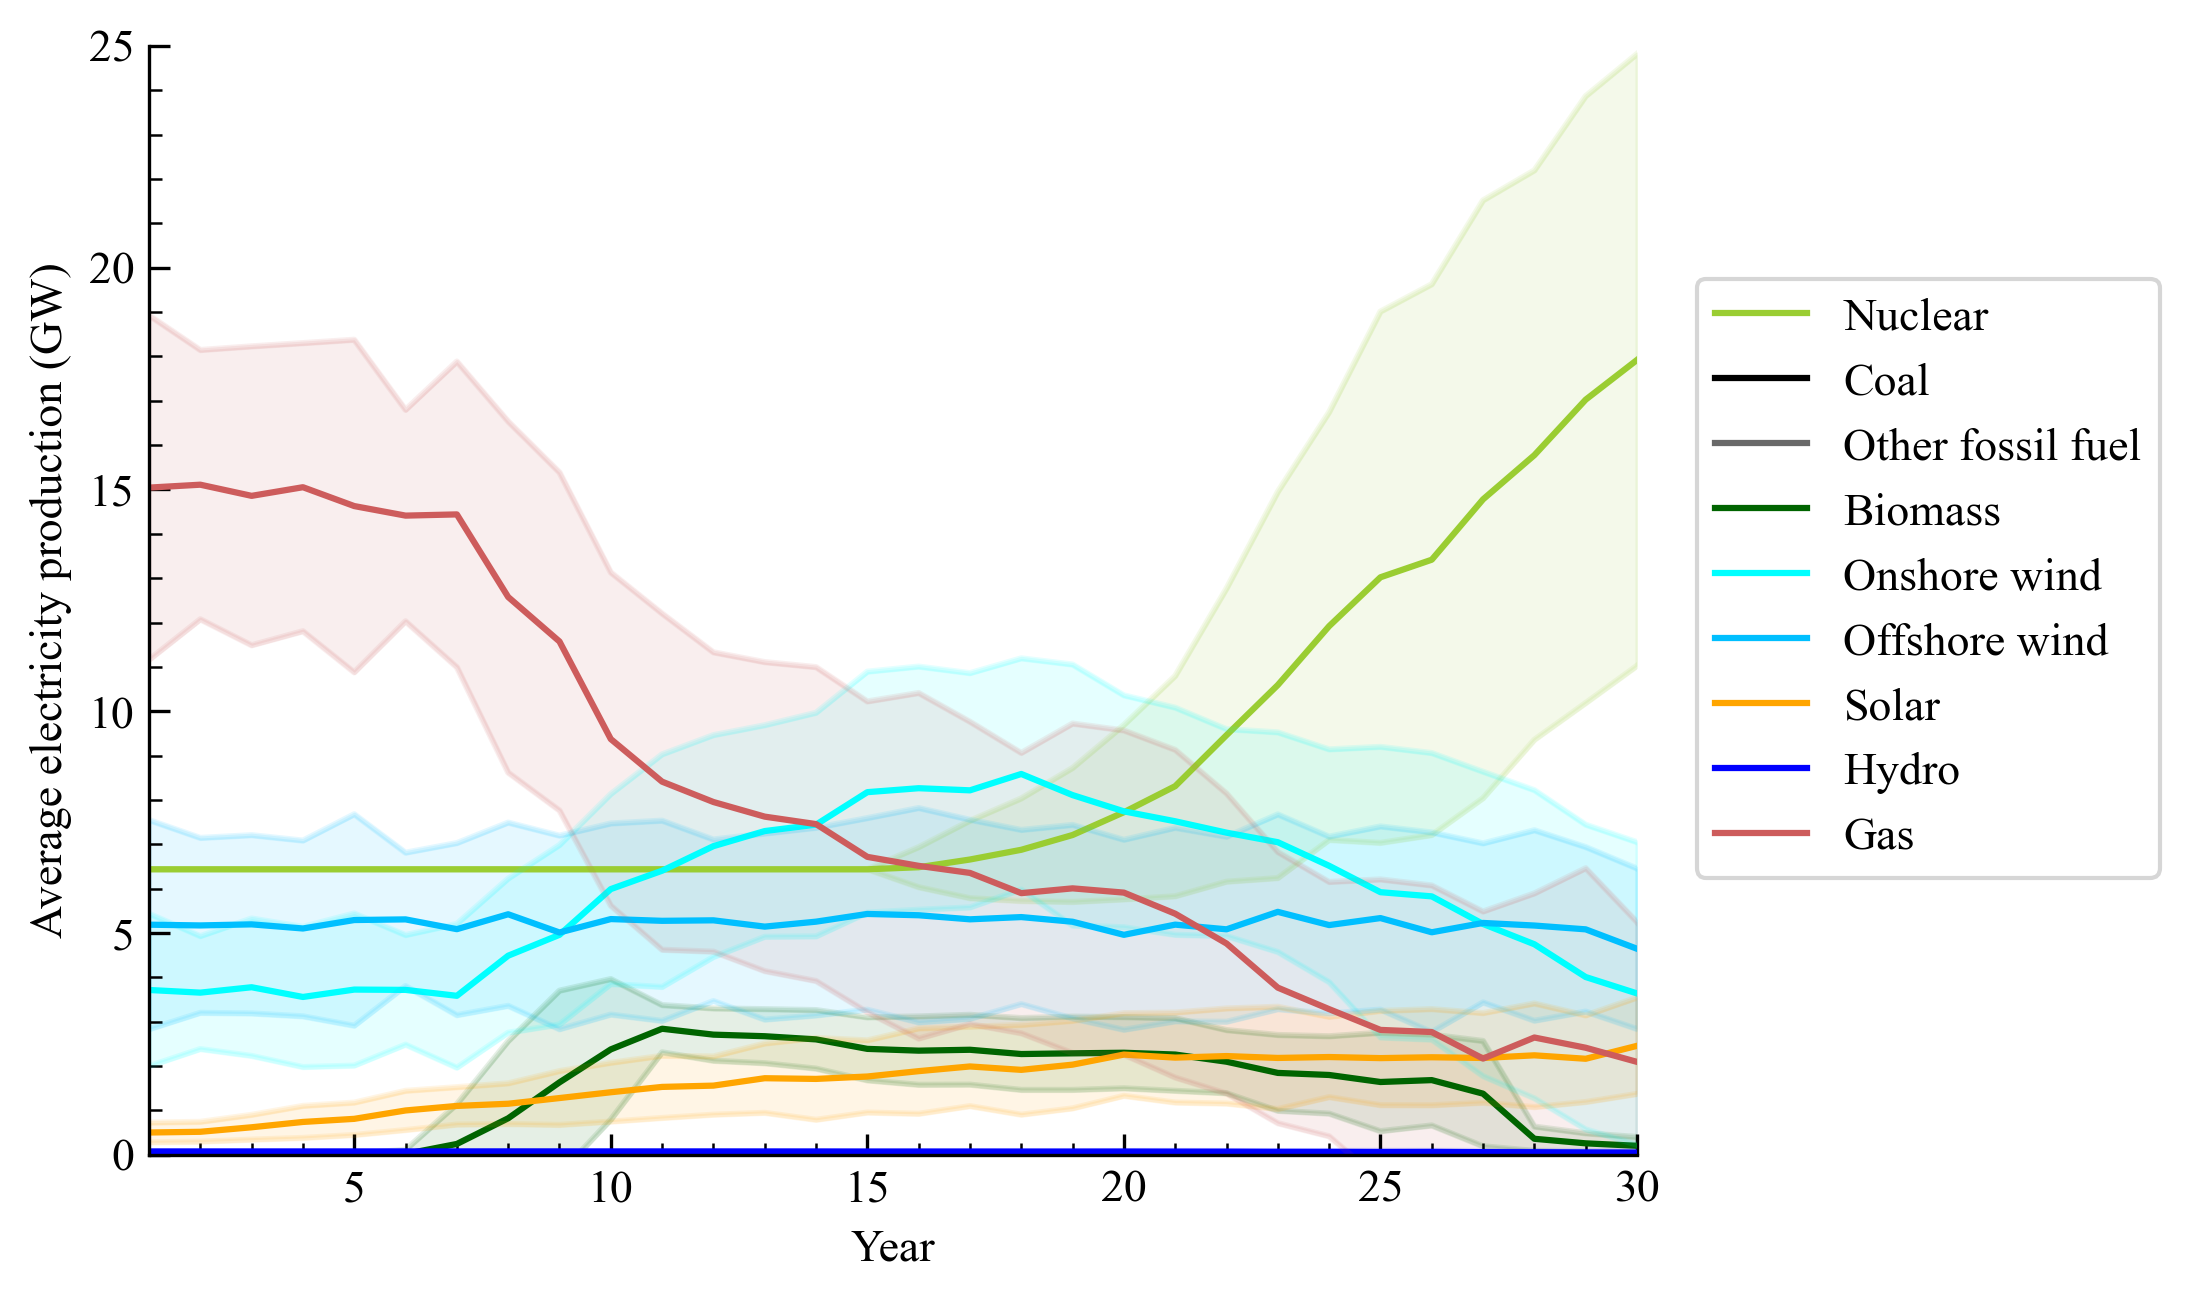 25
20
15
10
5
0
Average electricity production (GW)
5
10
15
20
25
30
Year
Nuclear
Coal
Other fossil fuel
Biomass
Onshore wind
Offshore wind
Solar
Hydro
Gas